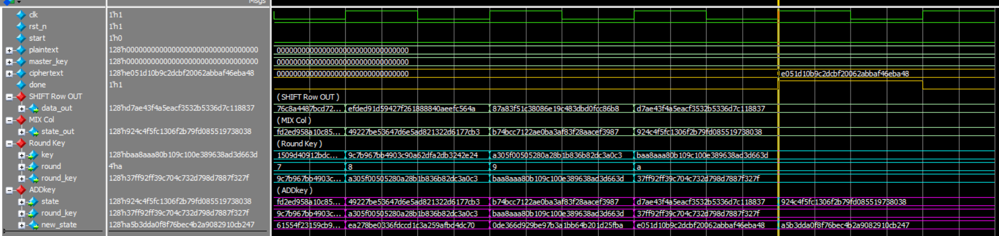 Msgs
clk 1'h1
rst_n 1'h1
start 1'h0
plaintext 128'h00000000000000000000000000000000 00000000000000000000000000000000
master_key 128'h00000000000000000000000000000000 00000000000000000000000000000000
ciphertext 128'he051d10b9c2dcbf20062abbaf46eba48 00000000000000000000000000000000 e051d10b9c2dcbf20062abbaf46eba48
done 1'h1
SHIFT Row OUT ( SHIFT Row OUT )
data_out 128'hd7ae43f4a5eacf3532b5336d7c118837 76c8a4487bcd72... efded91d59427f261888840aeefc564a 87a83f51c38086e19c483dbd0fcc86b8 d7ae43f4a5eacf3532b5336d7c118837
MIX Col ( MIX Col )
state_out 128'h924c4f5fc1306f2b79fd085519738038 fd2ed958a10c85... 49227be53647d6e5ad821322d6177cb3 b74bcc7122ae0ba3af83f28aacef3987 924c4f5fc1306f2b79fd085519738038
Round Key ( Round Key )
key 128'hbaa8aaa80b109c100e389638ad3d663d 1509d40912bdc... 9c7b967bb4903c90a62dfa2db3242e24 a305f00505280a28b1b836b82dc3a0c3 baa8aaa80b109c100e389638ad3d663d
round 4'ha 7 8 9 a
round_key 128'h37ff92ff39c704c732d798d7887f327f 9c7b967bb4903c... a305f00505280a28b1b836b82dc3a0c3 baa8aaa80b109c100e389638ad3d663d 37ff92ff39c704c732d798d7887f327f
ADDkey ( ADDkey )
state 128'h924c4f5fc1306f2b79fd085519738038 fd2ed958a10c85... 49227be53647d6e5ad821322d6177cb3 b74bcc7122ae0ba3af83f28aacef3987 d7ae43f4a5eacf3532b5336d7c118837 924c4f5fc1306f2b79fd085519738038
round_key 128'h37ff92ff39c704c732d798d7887f327f 9c7b967bb4903c... a305f00505280a28b1b836b82dc3a0c3 baa8aaa80b109c100e389638ad3d663d 37ff92ff39c704c732d798d7887f327f
new_state 128'ha5b3dda0f8f76bec4b2a9082910cb247 61554f23159cb9... ea278be0336fdccd1c3a259afbd4dc70 0de366d929be97b3a1bb64b201d25fba e051d10b9c2dcbf20062abbaf46eba48 a5b3dda0f8f76bec4b2a9082910cb247